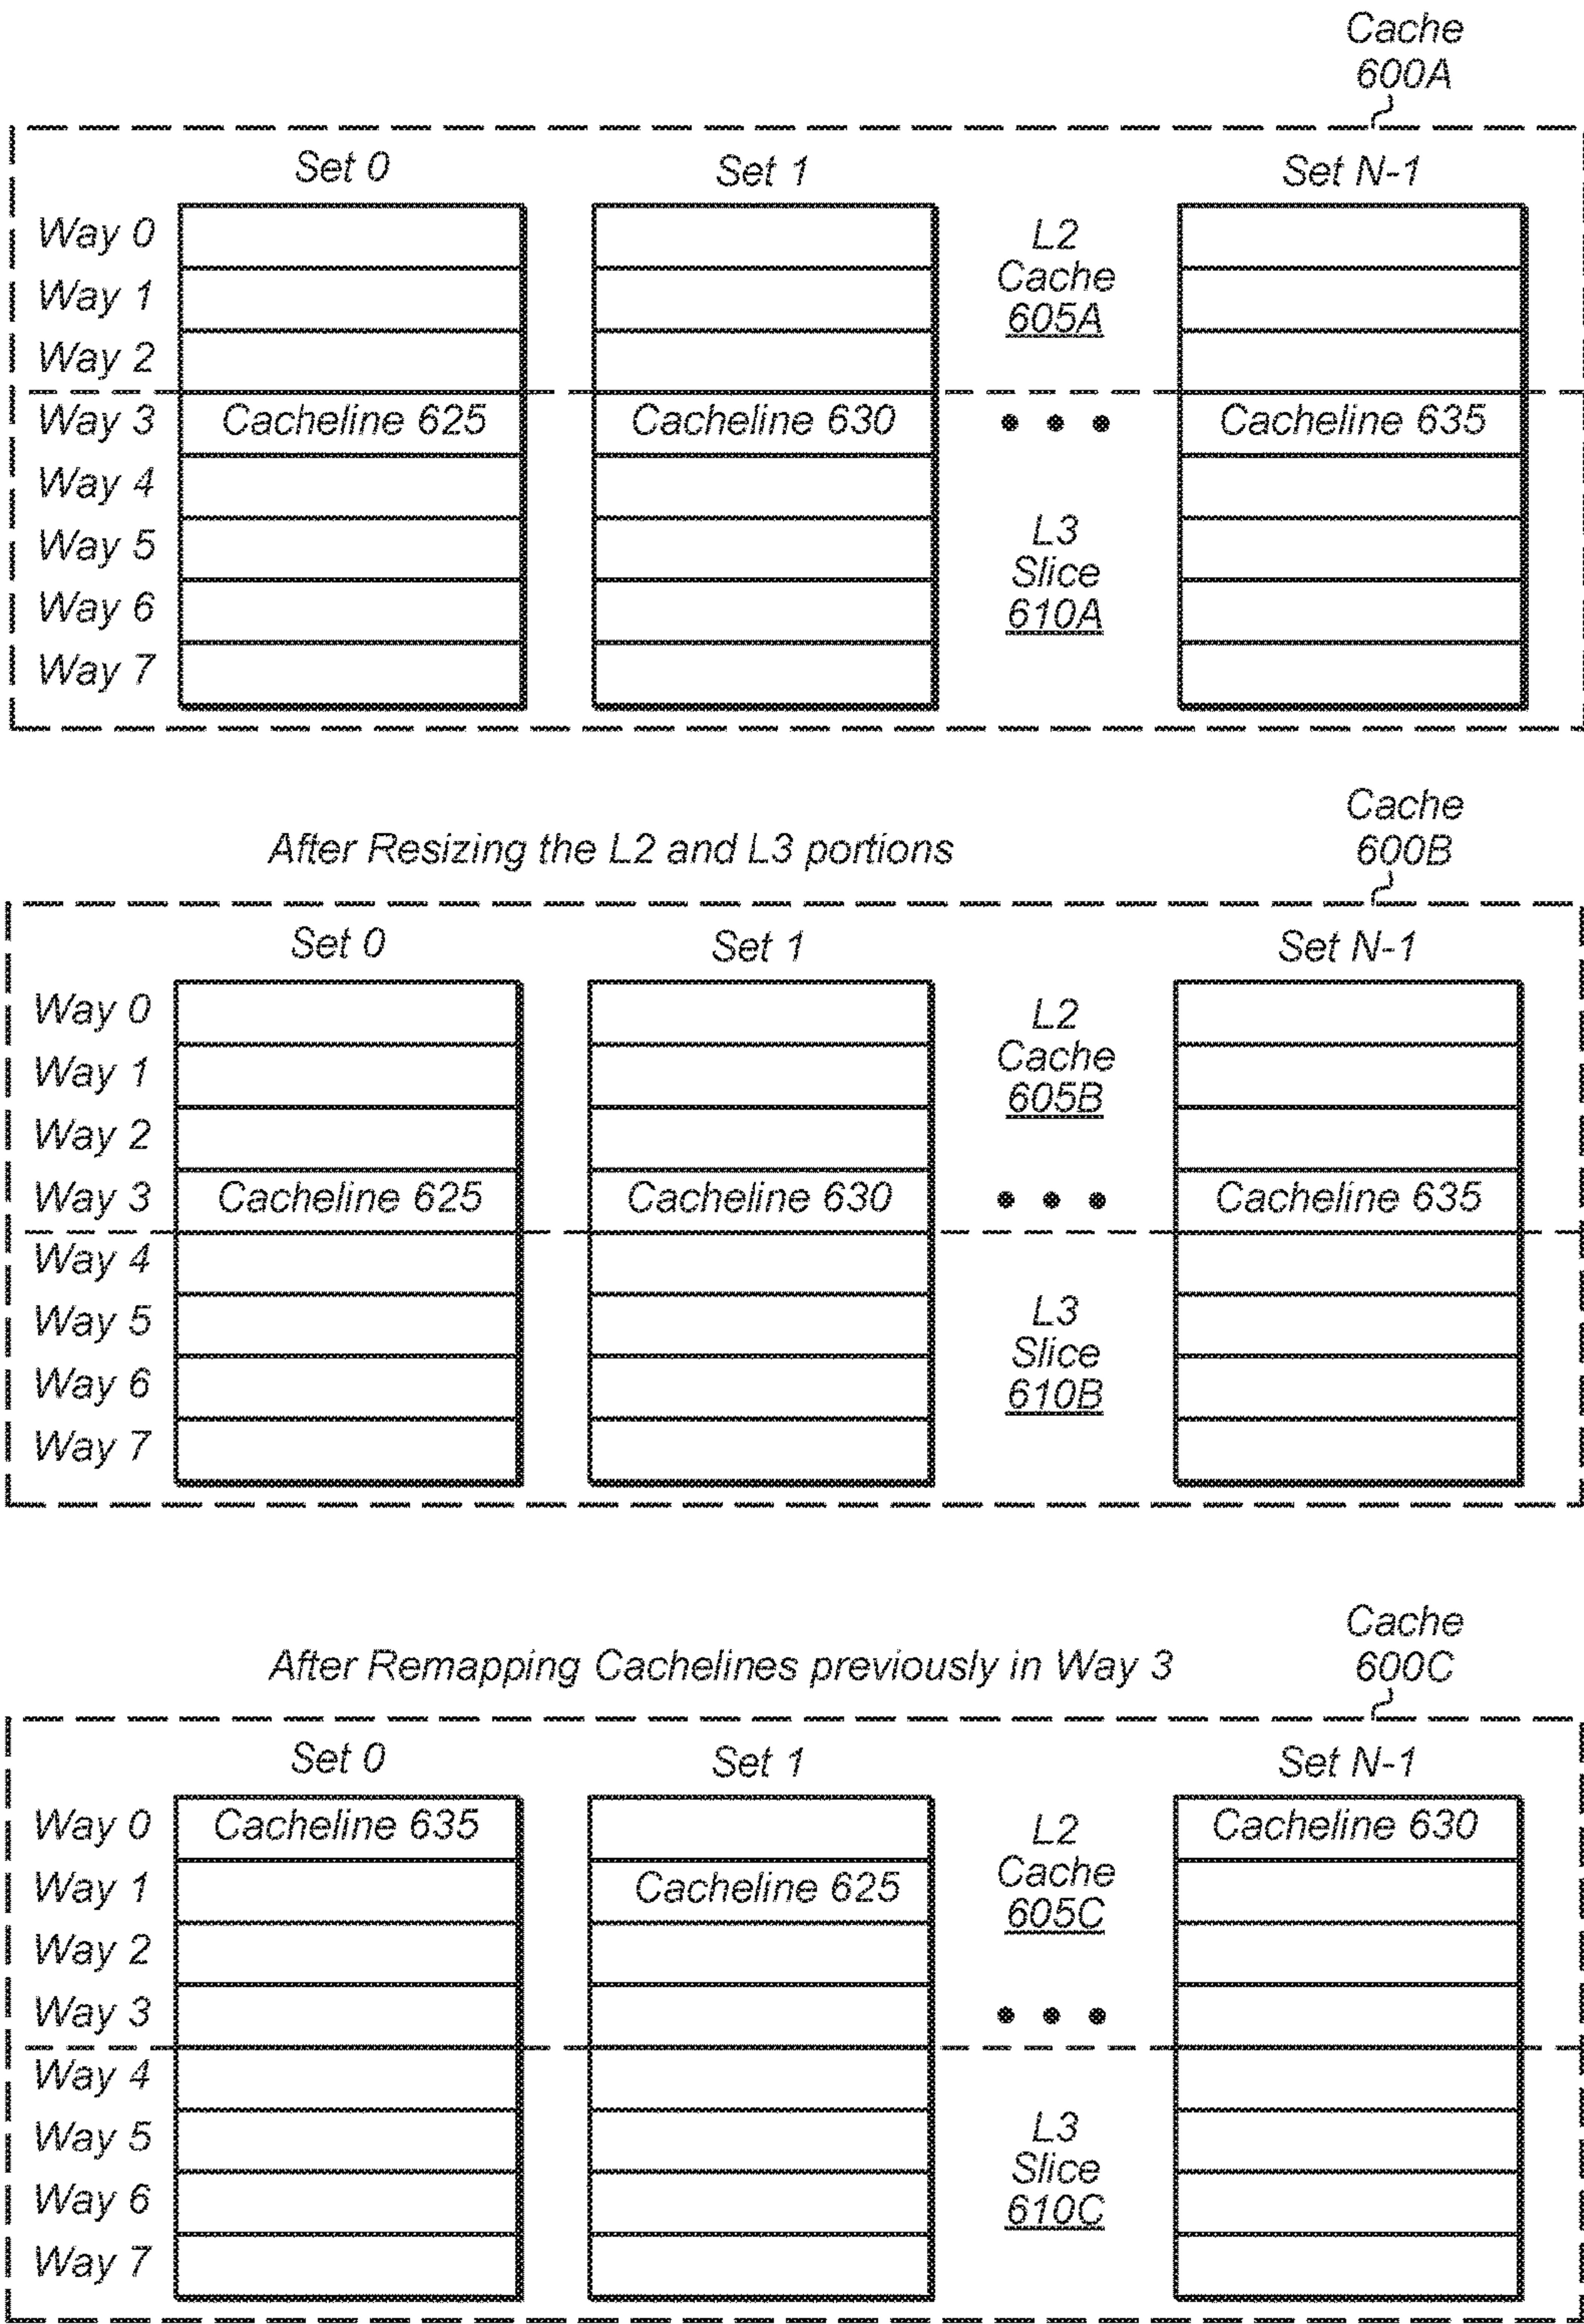 Cache
600A
Set 0 Set 1 Set N-1
Way 0
Way 1
Way 2
L2
Cache
605A
Way 3 Cacheline 625 Cacheline 630 • • • Cacheline 635
Way 4
Way 5
Way 6
Way 7
L3
Slice
610A
After Resizing the L2 and L3 portions
Cache
600B
Set 0 Set 1 Set N-1
Way 0
Way 1
Way 2
L2
Cache
605B
Way 3 Cacheline 625 Cacheline 630 • • • Cacheline 635
Way 4
Way 5
Way 6
Way 7
L3
Slice
610B
After Remapping Cachelines previously in Way 3
Cache
600C
Set 0 Set 1 Set N-1
Way 0 Cacheline 635 Cacheline 630
Way 1 Cacheline 625
Way 2
L2
Cache
605C
Way 3 • • •
Way 4
Way 5
Way 6
Way 7
L3
Slice
610C